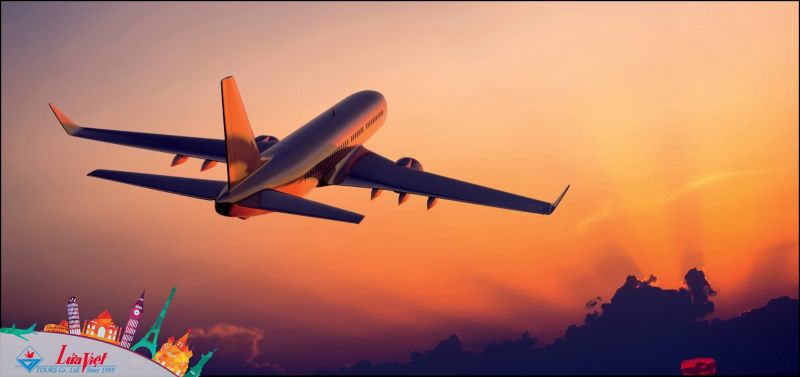 Lửa Việt
TOURS Co., Ltd. Since 1995